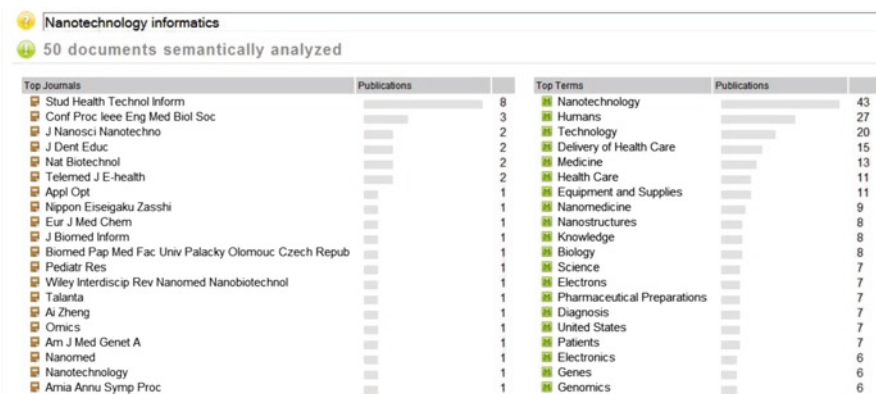 Nanotechnology informatics
50 documents semantically analyzed
Top Journals Publications
Stud Health Technol Inform 8
Conf Proc Ieee Eng Med Biol Soc 3
J Nanosci Nanotechno 2
J Dent Educ 2
Nat Biotechnol 2
Telemed J E-health 2
Appl Opt 1
Nippon Eiseigaku Zasshi 1
Eur J Med Chem 1
J Biomed Inform 1
Biomed Pap Med Fac Univ Palacky Olomouc Czech Repub 1
Pediatr Res 1
Wiley Interdiscip Rev Nanomed Nanobiotechnol 1
Talanta 1
Ai Zheng 1
Omics 1
Am J Med Genet A 1
Nanomed 1
Nanotechnology 1
Amia Annu Symp Proc 1
Top Terms Publications
Nanotechnology 43
Humans 27
Technology 20
Delivery of Health Care 15
Medicine 13
Health Care 11
Equipment and Supplies 11
Nanomedicine 9
Nanostructures 8
Knowledge 8
Biology 8
Science 7
Electrons 7
Pharmaceutical Preparations 7
Diagnosis 7
United States 7
Patients 7
Electronics 6
Genes 6
Genomics 6